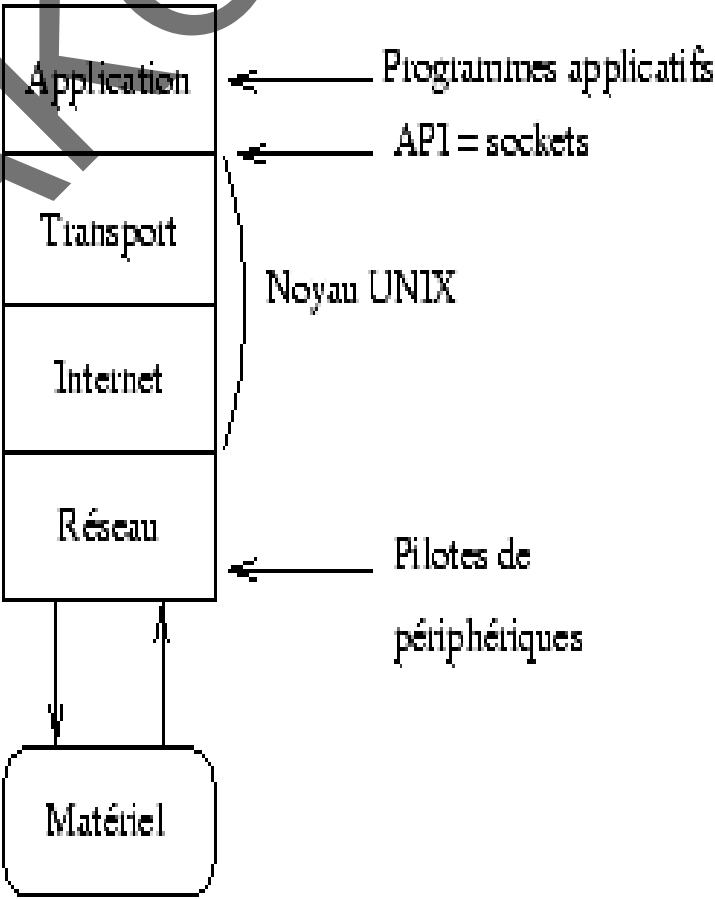 Application
Programmes applicatifs
API = sockets
Transport
Noyau UNIX
Internet
Réseau
Pilotes de
périphériques
Matériel